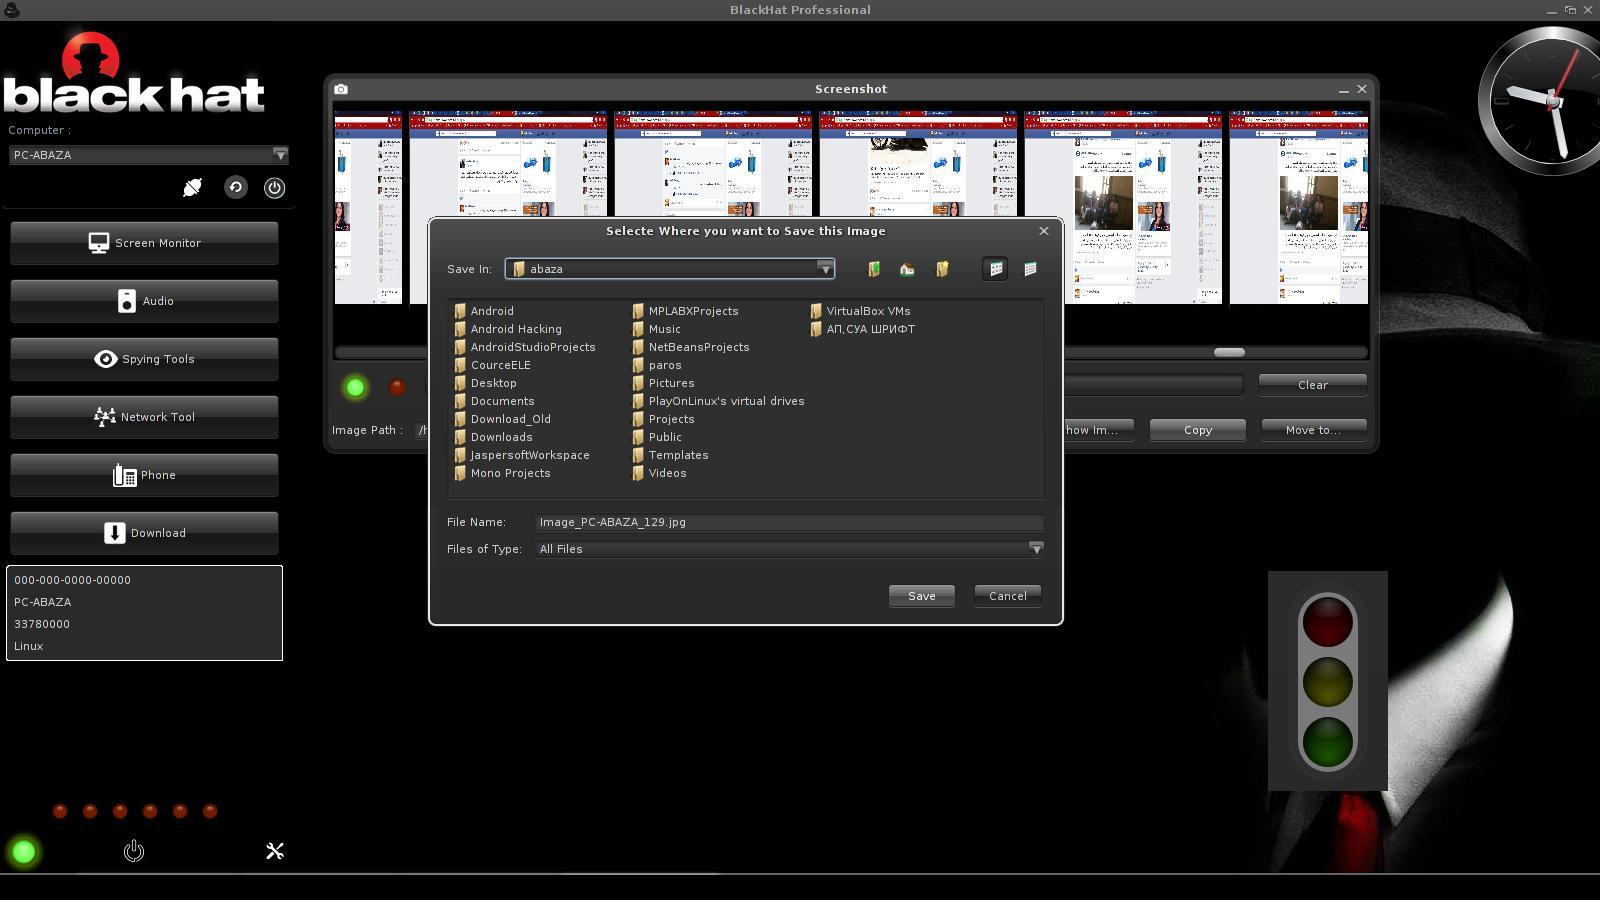 BlackHat Professional
black hat
Computer :
PC-ABAZA
Screen Monitor
Audio
Spying Tools
Network Tool
Phone
Download
000-000-0000-00000
PC-ABAZA
33780000
Linux
Screenshot
Clear
Image Path :
how Im...
Copy
Move to...
Selecte Where you want to Save this Image
Save In:
abaza
Android
Android Hacking
AndroidStudioProjects
CourceELE
Desktop
Documents
Download_Old
Downloads
JaspersoftWorkspace
Mono Projects
MPLABXProjects
Music
NetBeansProjects
paros
Pictures
PlayOnLinux's virtual drives
Projects
Public
Templates
Videos
VirtualBox VMs
АП,СУА ШРИФТ
File Name:
Image_PC-ABAZA_129.jpg
Files of Type:
All Files
Save
Cancel